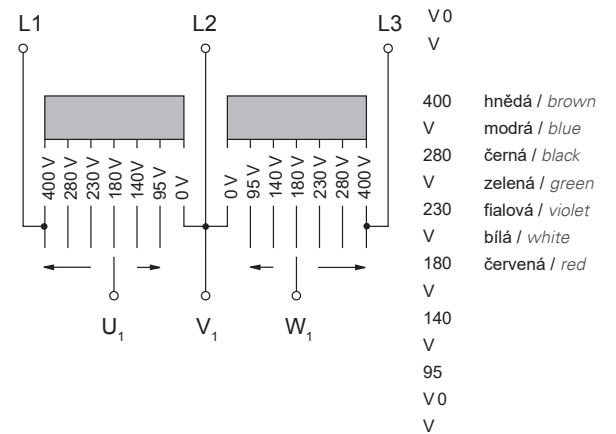 L1 L2 L3
400 V 280 V 230 V 180 V 140V 95 V 0 V
0 V 95 V 140 V 180 V 230 V 280 V 400 V
U1 V1 W1
V 0
V
400 hnědá / brown
V modrá / blue
280 černá / black
V zelená / green
230 fialová / violet
V bílá / white
180 červená / red
V
140
V
95
V 0
V